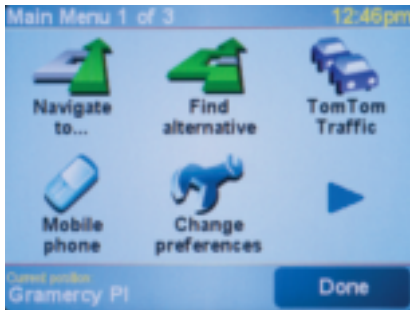 Main Menu 1 of 3
12:46pm
Navigate to...
Find alternative
TomTom Traffic
Mobile phone
Change preferences
Current position
Gramercy Pl
Done